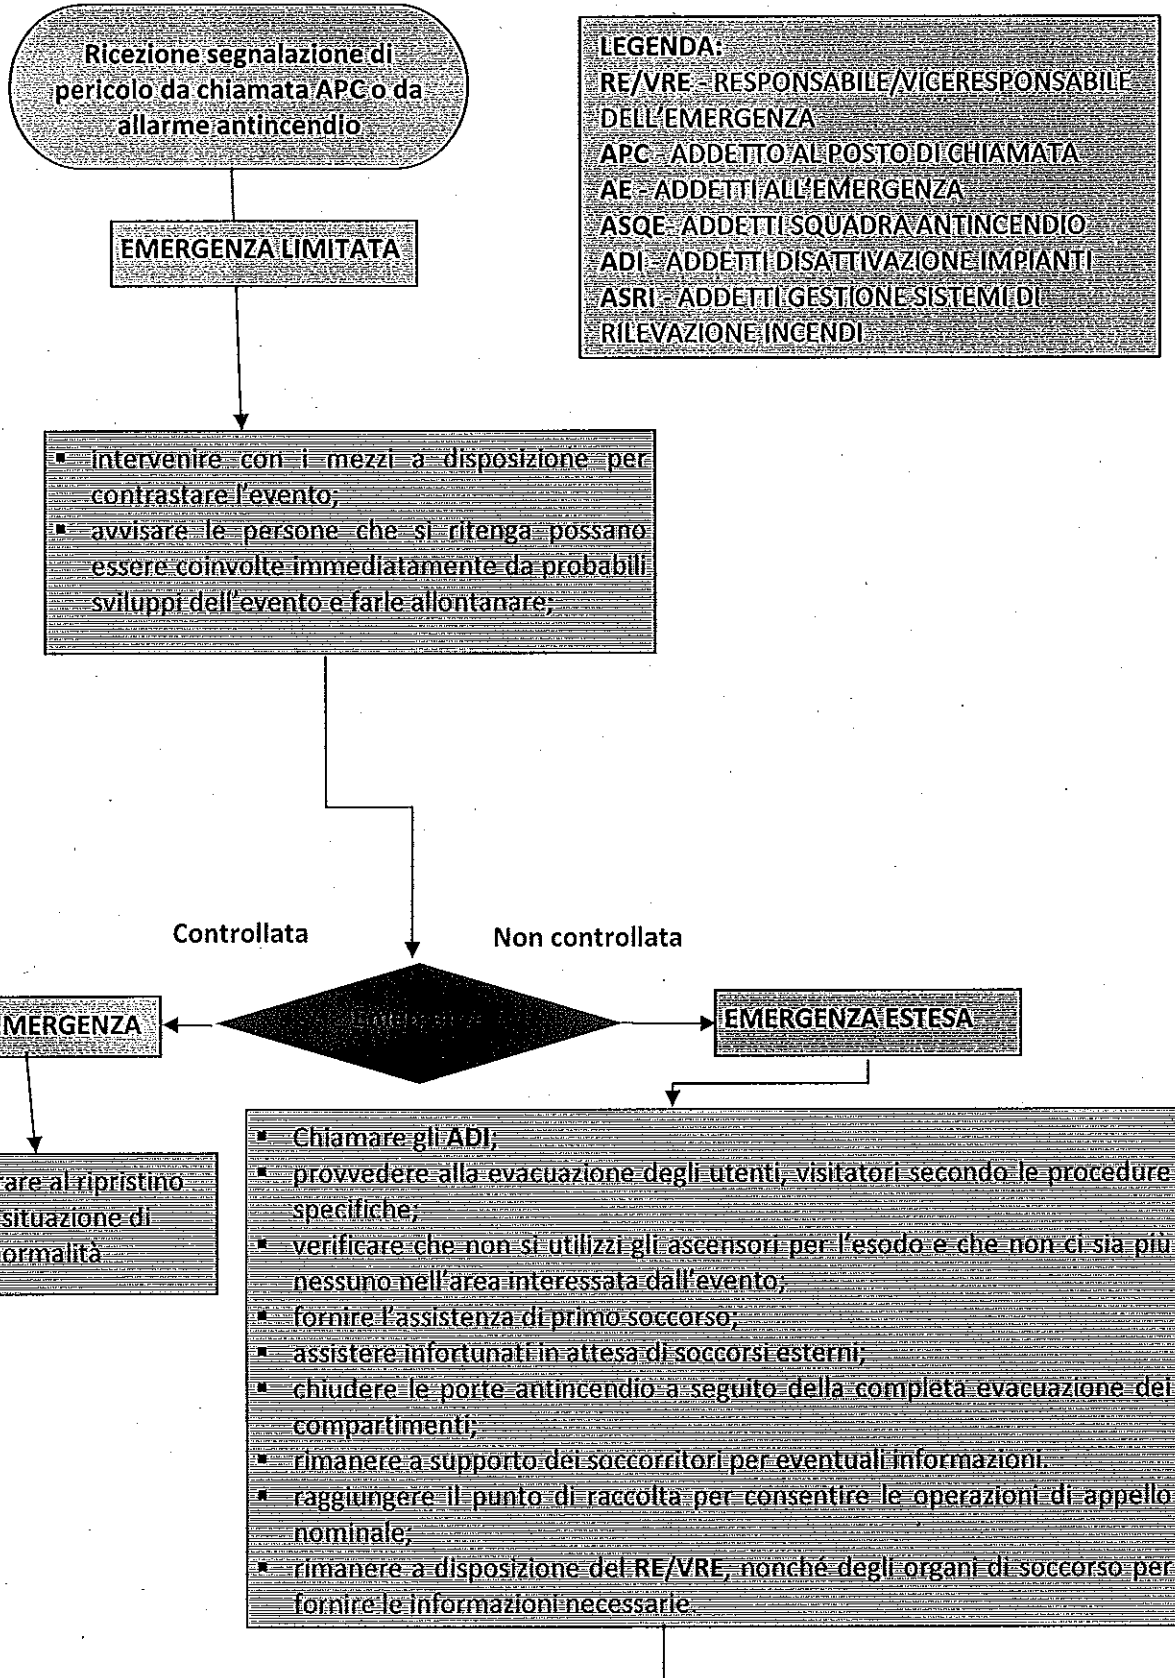 Ricezione segnalazione di
pericolo da chiamata APC o da
allarme antincendio
LEGENDA:
RE/VRE - RESPONSABILE/VICERESPONSABILE
DELL'EMERGENZA
APC - ADDETTO AL POSTO DI CHIAMATA
AE - ADDETTI ALL'EMERGENZA
ASQE- ADDETTI SQUADRA ANTINCENDIO
ADI - ADDETTI DISATTIVAZIONE IMPIANTI
ASRI - ADDETTI GESTIONE SISTEMI DI
RILEVAZIONE INCENDI
EMERGENZA LIMITATA
▪ intervenire con i mezzi a disposizione per
contrastare l'evento;
▪ avvisare le persone che si ritenga possano
essere coinvolte immediatamente da probabili
sviluppi dell'evento e farle allontanare;
Controllata
Non controllata
MERGENZA
EMERGENZA ESTESA
rare al ripristino
situazione di
ormalità
▪ Chiamare gli ADI;
▪ provvedere alla evacuazione degli utenti, visitatori secondo le procedure
specifiche;
▪ verificare che non si utilizzi gli ascensori per l'esodo e che non ci sia più
nessuno nell'area interessata dall'evento;
▪ fornire l'assistenza di primo soccorso;
▪ assistere infortunati in attesa di soccorsi esterni;
▪ chiudere le porte antincendio a seguito della completa evacuazione dei
compartimenti;
▪ rimanere a supporto dei soccorritori per eventuali informazioni.
▪ raggiungere il punto di raccolta per consentire le operazioni di appello
nominale;
▪ rimanere a disposizione del RE/VRE, nonché degli organi di soccorso per
fornire le informazioni necessarie